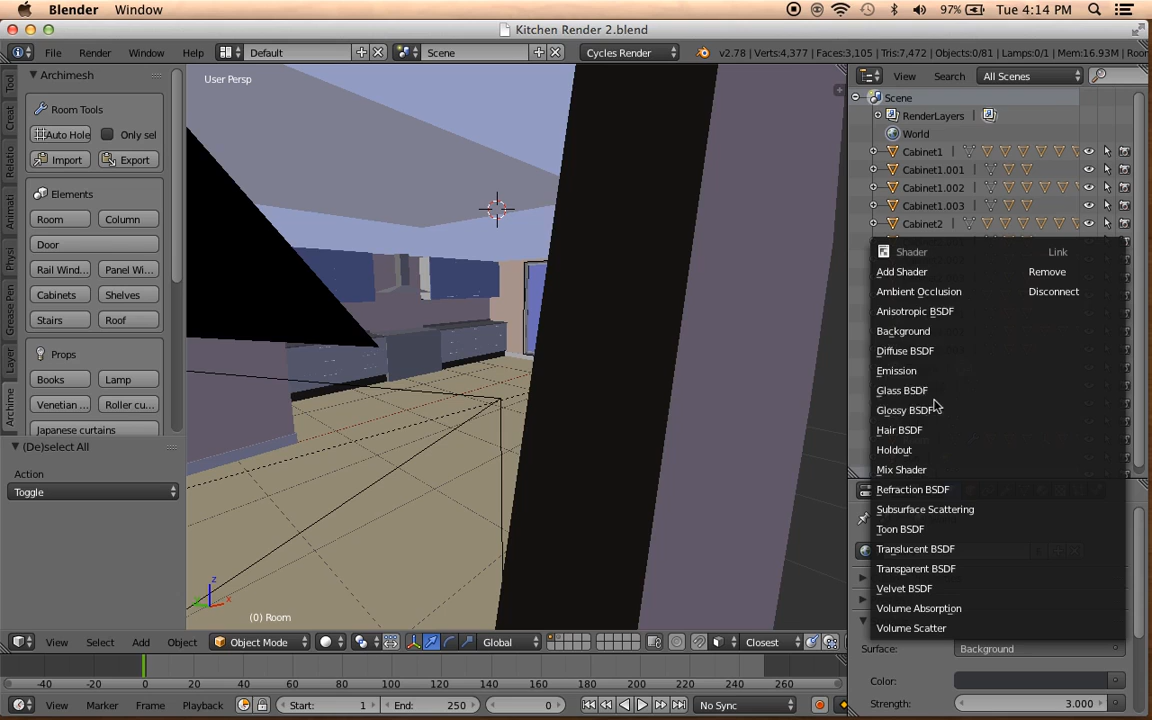 Blender Window 97% Tue 4:14 PM
Kitchen Render 2.blend
File Render Window Help Default Scene Cycles Render v2.78 | Verts:4,377 | Faces:3,105 | Tris:7,472 | Objects:0/81 | Lamps:0/1 | Mem:16.93M | Room
Archimesh
Room Tools
Auto Hole Only sel
Import Export
Elements
Room Column
Door
Rail Wind... Panel Wi...
Cabinets Shelves
Stairs Roof
Props
Books Lamp
Venetian ... Roller cu...
Japanese curtains
(De)select All
Action
Toggle
Tool
Creat
Relatio
Animati
Physi
Grease Pen
Layer
Archime
User Persp
(0) Room
z
x
View Search All Scenes
Scene
RenderLayers |
World
Cabinet1 |
Cabinet1.001 |
Cabinet1.002 |
Cabinet1.003 |
Cabinet2 |
Shader Link
Add Shader Remove
Ambient Occlusion Disconnect
Anisotropic BSDF
Background
Diffuse BSDF
Emission
Glass BSDF
Glossy BSDF
Hair BSDF
Holdout
Mix Shader
Refraction BSDF
Subsurface Scattering
Toon BSDF
Translucent BSDF
Transparent BSDF
Velvet BSDF
Volume Absorption
Volume Scatter
Surface: Background
Color:
Strength: 3.000
View Select Add Object Object Mode Global Closest
-40 -20 0 20 40 60 80 100 120 140 160 180 200 220 240 260
View Marker Frame Playback Start: 1 End: 250 0 No Sync